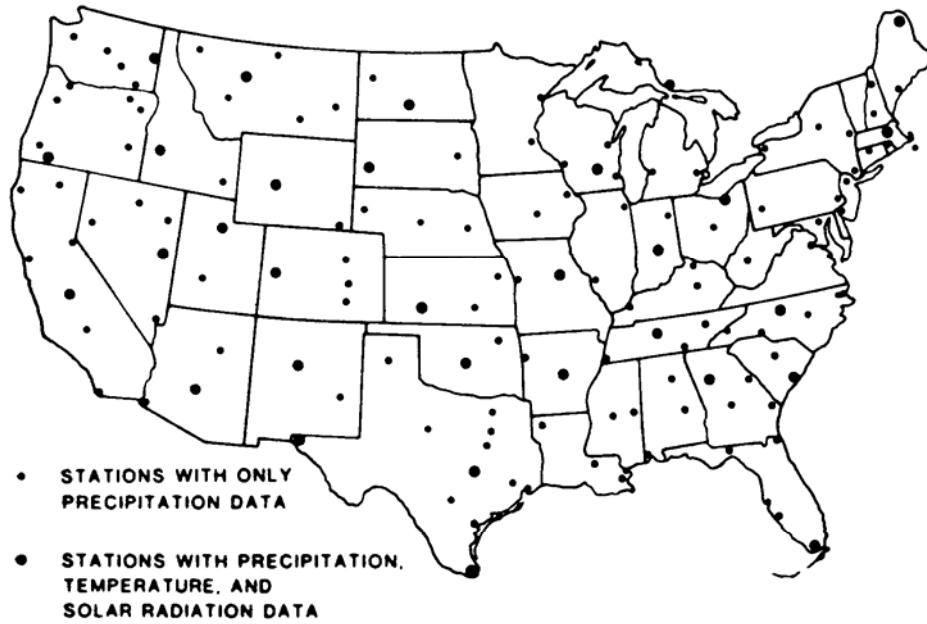 STATIONS WITH ONLY
PRECIPITATION DATA
STATIONS WITH PRECIPITATION,
TEMPERATURE, AND
SOLAR RADIATION DATA